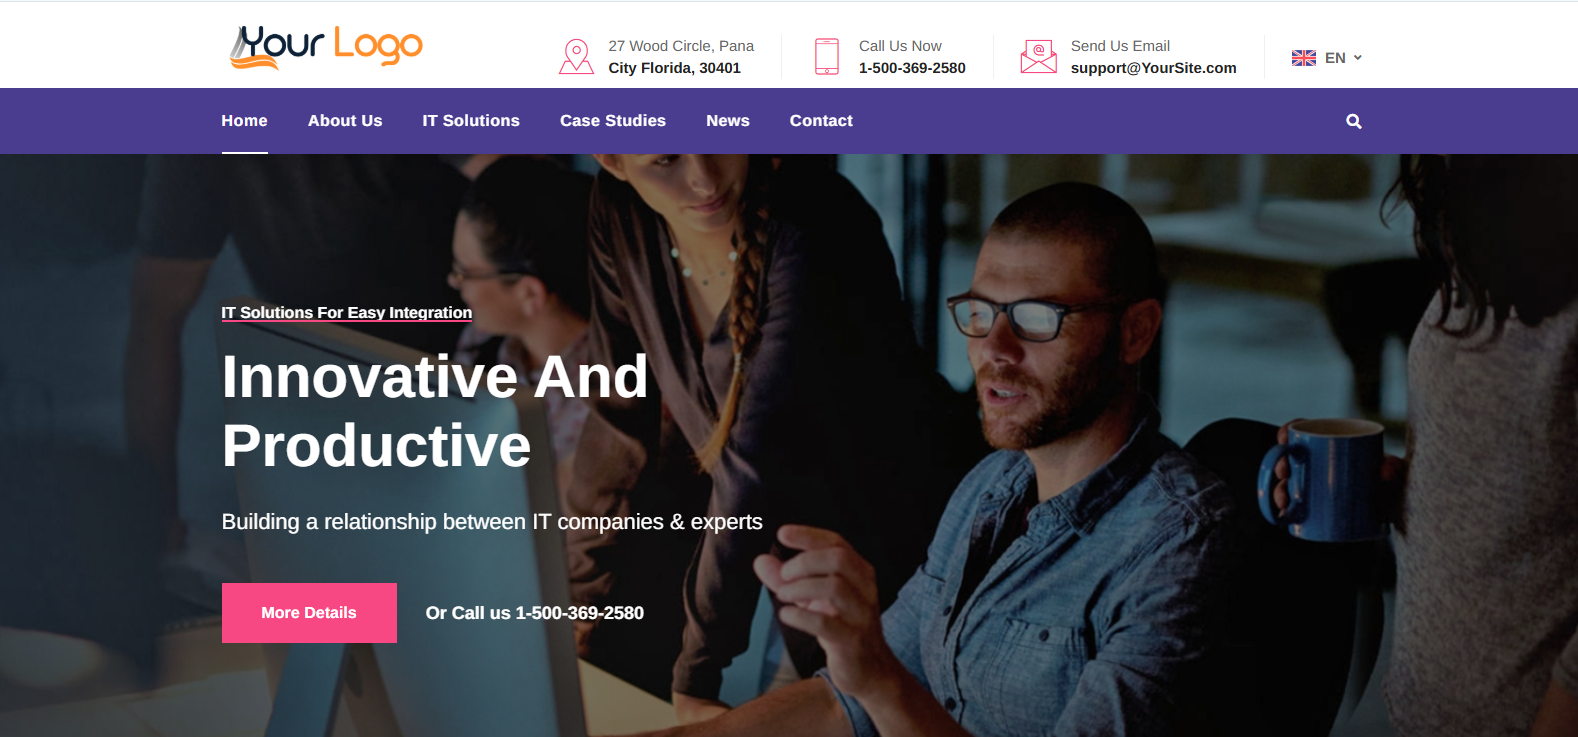 Your Logo
27 Wood Circle, Pana
City Florida, 30401
Call Us Now
1-500-369-2580
Send Us Email
support@YourSite.com
EN
Home About Us IT Solutions Case Studies News Contact
IT Solutions For Easy Integration
Innovative And
Productive
Building a relationship between IT companies & experts
More Details
Or Call us 1-500-369-2580